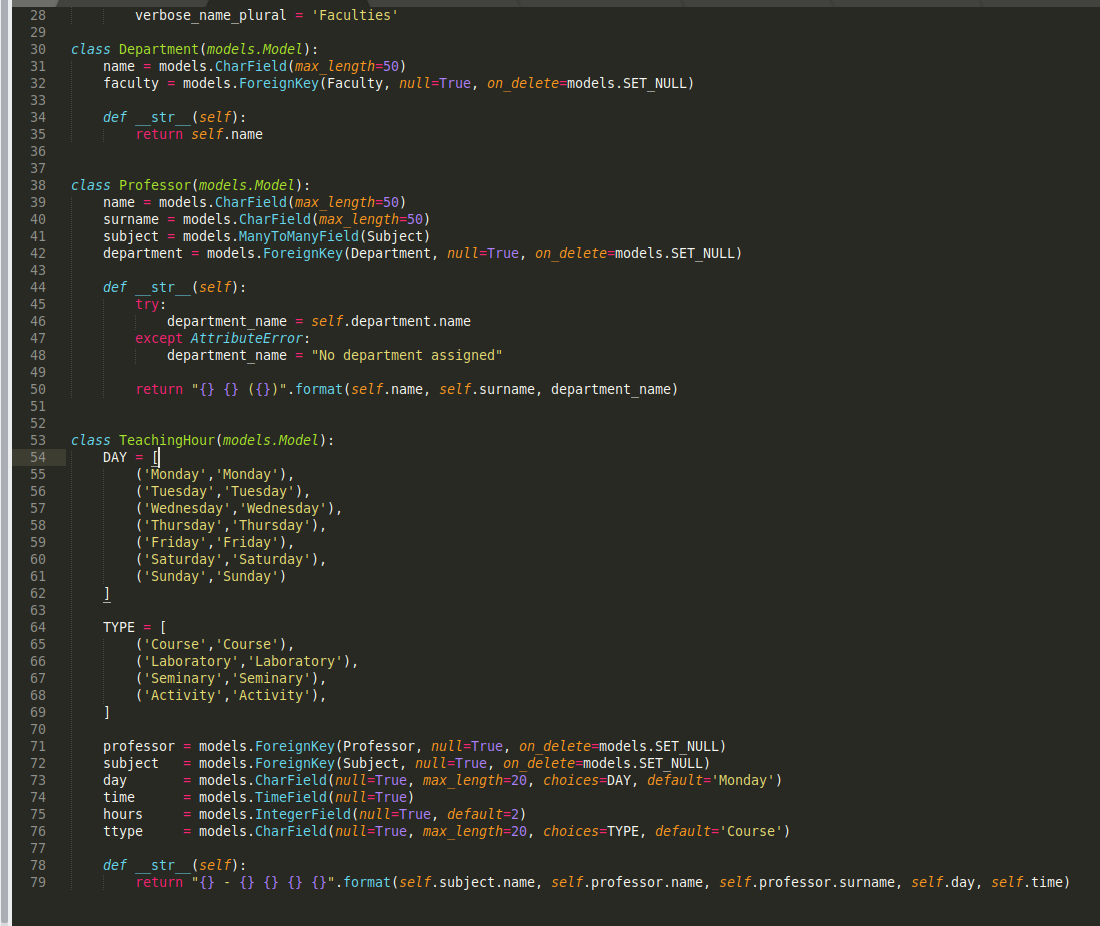 28 verbose_name_plural = 'Faculties'
29
30 class Department(models.Model):
31     name = models.CharField(max_length=50)
32     faculty = models.ForeignKey(Faculty, null=True, on_delete=models.SET_NULL)
33
34     def __str__(self):
35         return self.name
36
37
38 class Professor(models.Model):
39     name = models.CharField(max_length=50)
40     surname = models.CharField(max_length=50)
41     subject = models.ManyToManyField(Subject)
42     department = models.ForeignKey(Department, null=True, on_delete=models.SET_NULL)
43
44     def __str__(self):
45         try:
46             department_name = self.department.name
47         except AttributeError:
48             department_name = "No department assigned"
49
50         return "{} {} ({})".format(self.name, self.surname, department_name)
51
52
53 class TeachingHour(models.Model):
54     DAY = [
55         ('Monday','Monday'),
56         ('Tuesday','Tuesday'),
57         ('Wednesday','Wednesday'),
58         ('Thursday','Thursday'),
59         ('Friday','Friday'),
60         ('Saturday','Saturday'),
61         ('Sunday','Sunday')
62     ]
63
64     TYPE = [
65         ('Course','Course'),
66         ('Laboratory','Laboratory'),
67         ('Seminary','Seminary'),
68         ('Activity','Activity'),
69     ]
70
71     professor = models.ForeignKey(Professor, null=True, on_delete=models.SET_NULL)
72     subject   = models.ForeignKey(Subject, null=True, on_delete=models.SET_NULL)
73     day       = models.CharField(null=True, max_length=20, choices=DAY, default='Monday')
74     time      = models.TimeField(null=True)
75     hours     = models.IntegerField(null=True, default=2)
76     ttype     = models.CharField(null=True, max_length=20, choices=TYPE, default='Course')
77
78     def __str__(self):
79         return "{} - {} {} {} {}".format(self.subject.name, self.professor.name, self.professor.surname, self.day, self.time)